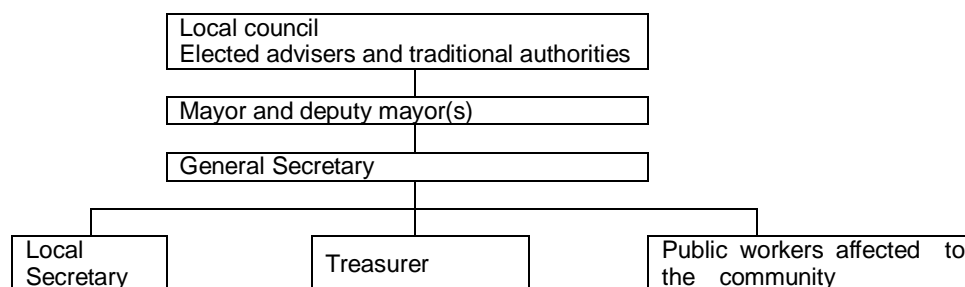 Local council
Elected advisers and traditional authorities
Mayor and deputy mayor(s)
General Secretary
Local
Secretary
Treasurer
Public workers affected to
the community